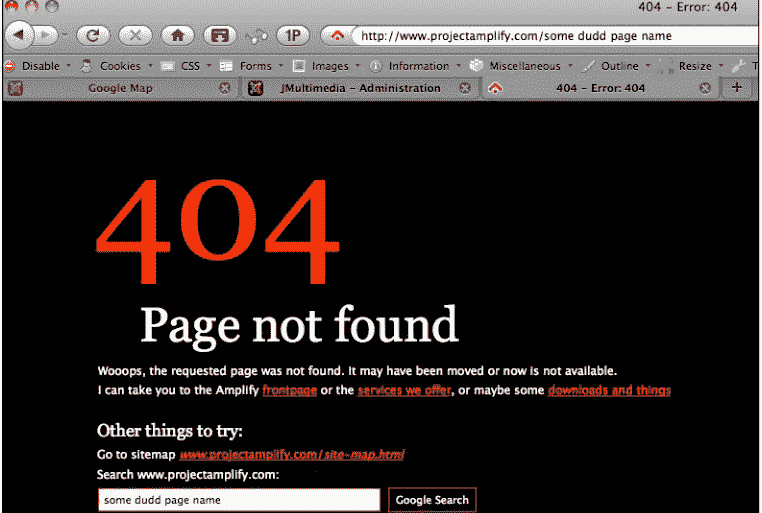 404 - Error: 404
1P
http://www.projectamplify.com/some dudd page name
Disable Cookies CSS Forms Images Information Miscellaneous Outline Resize T
Google Map JMultimedia - Administration 404 - Error: 404 +
404
Page not found
Wooops, the requested page was not found. It may have been moved or now is not available.
I can take you to the Amplify frontpage or the services we offer, or maybe some downloads and things
Other things to try:
Go to sitemap www.projectamplify.com/site-map.html
Search www.projectamplify.com:
some dudd page name Google Search